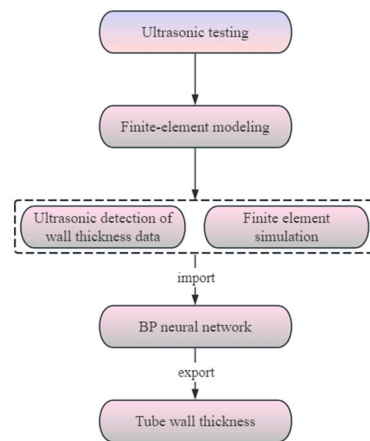 Ultrasonic testing
Finite-element modeling
Ultrasonic detection of
wall thickness data
Finite element
simulation
import
BP neural network
export
Tube wall thickness